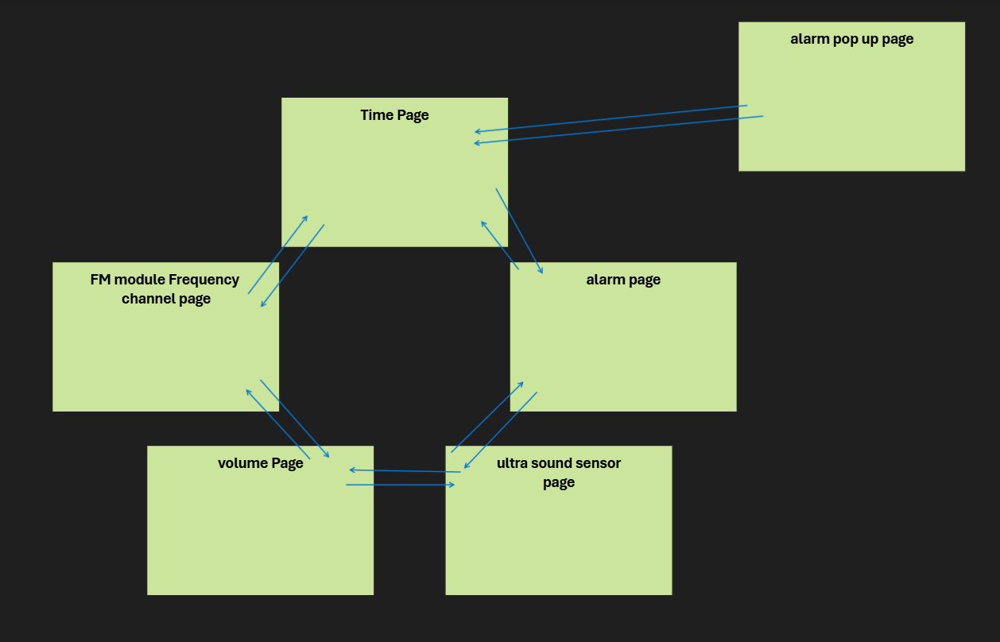 alarm pop up page
Time Page
FM module Frequency
channel page
alarm page
volume Page
ultra sound sensor
page